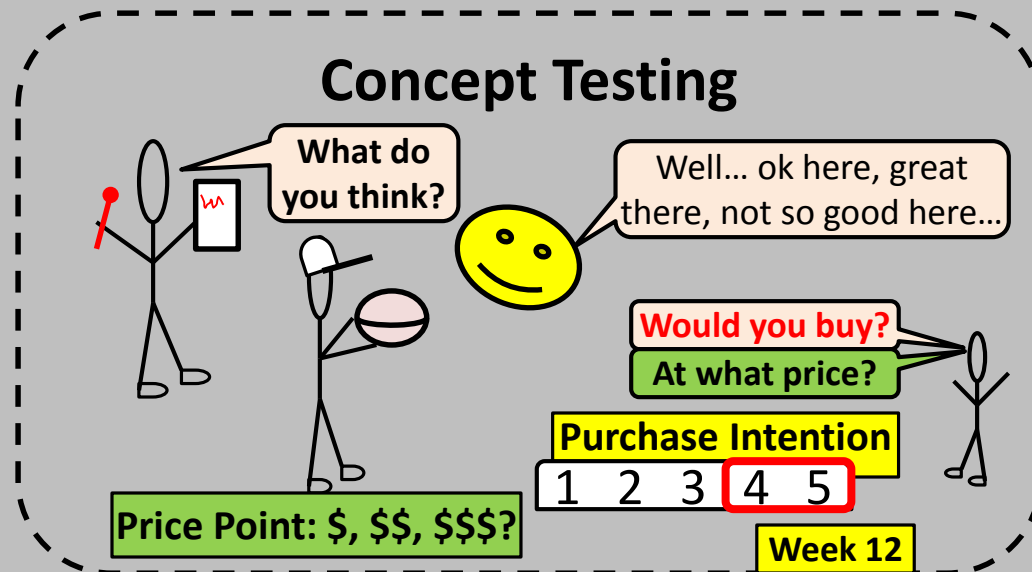 Concept Testing
What do
you think?
Well... ok here, great
there, not so good here...
Would you buy?
At what price?
Purchase Intention
1 2 3 4 5
Price Point: $, $$, $$$?
Week 12